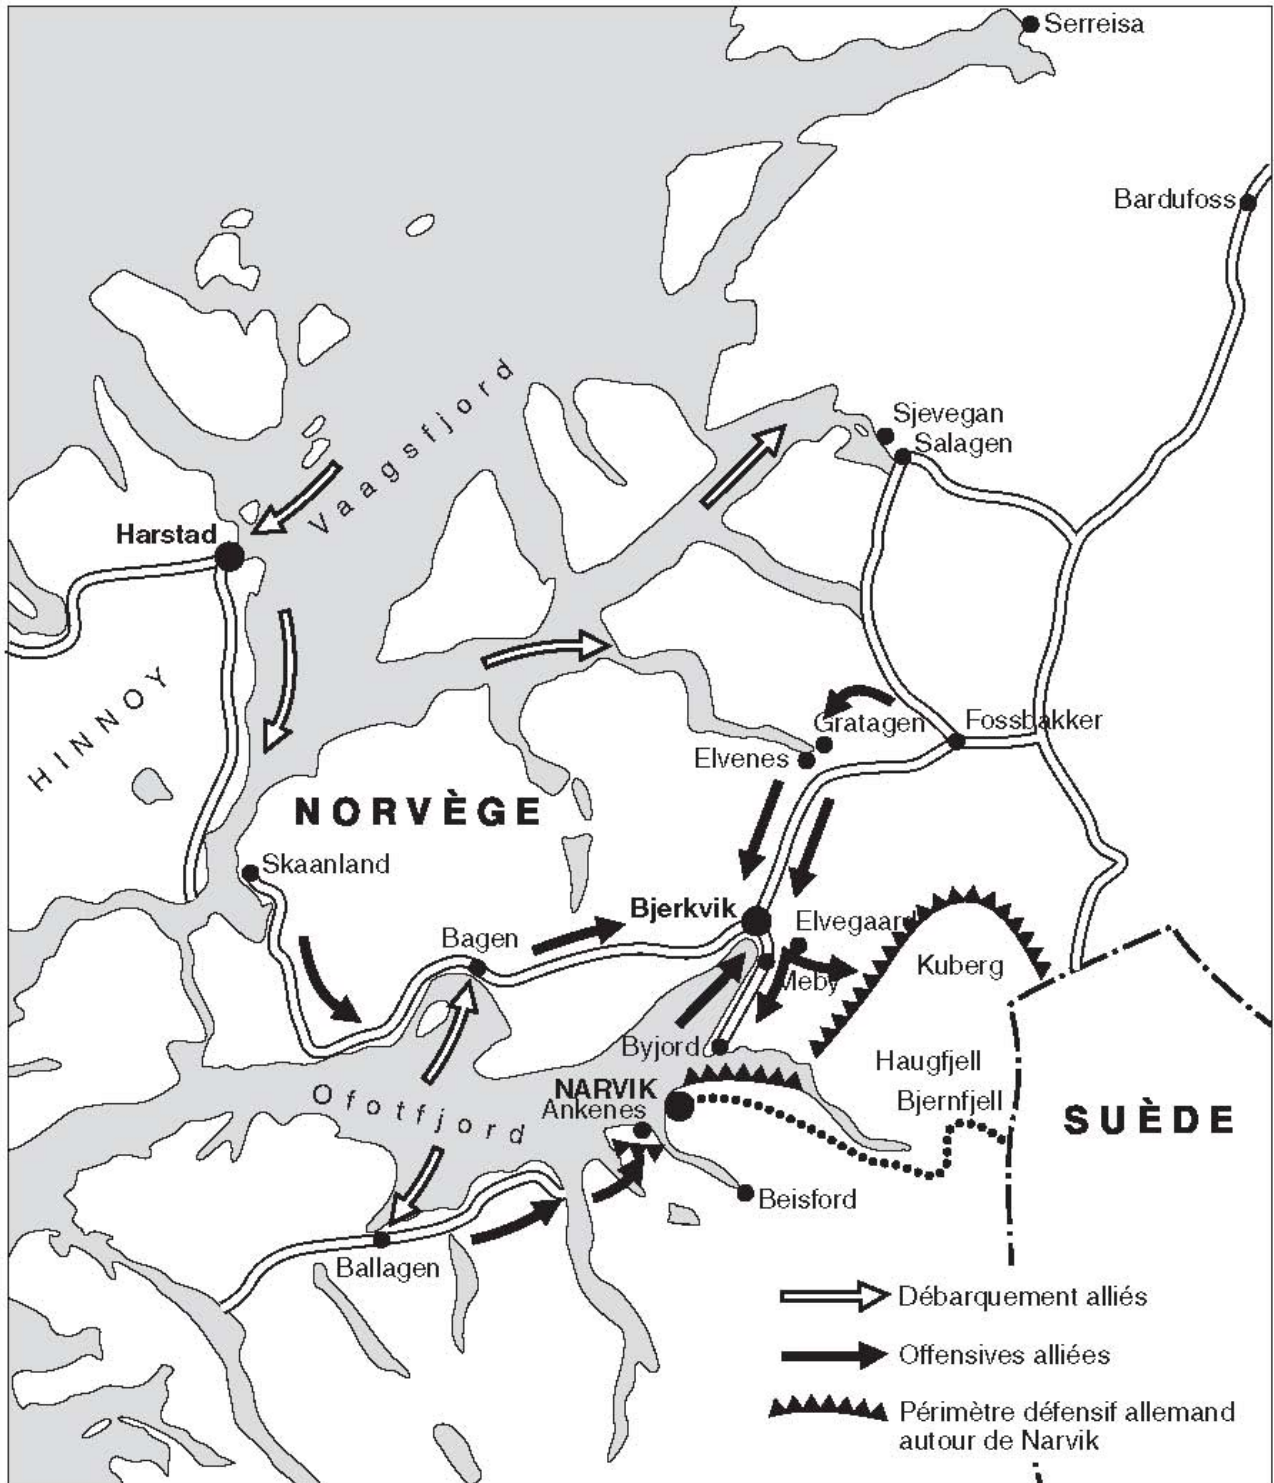 Serreisa
Bardufoss
Vaagsfjord
Sjevegan
Salagen
Harstad
HINNOY
Gratagen
Fossbakker
Elvenes
NORVÈGE
Skaanland
Bjerkvik
Elvegaard
Bagen
Kuberg
Meby
Byjord
Haugfjell
NARVIK
Bjernfjell
Ankenes
Ofotfjord
SUÈDE
Beisford
Ballagen
Débarquement alliés
Offensives alliées
Périmètre défensif allemand
autour de Narvik